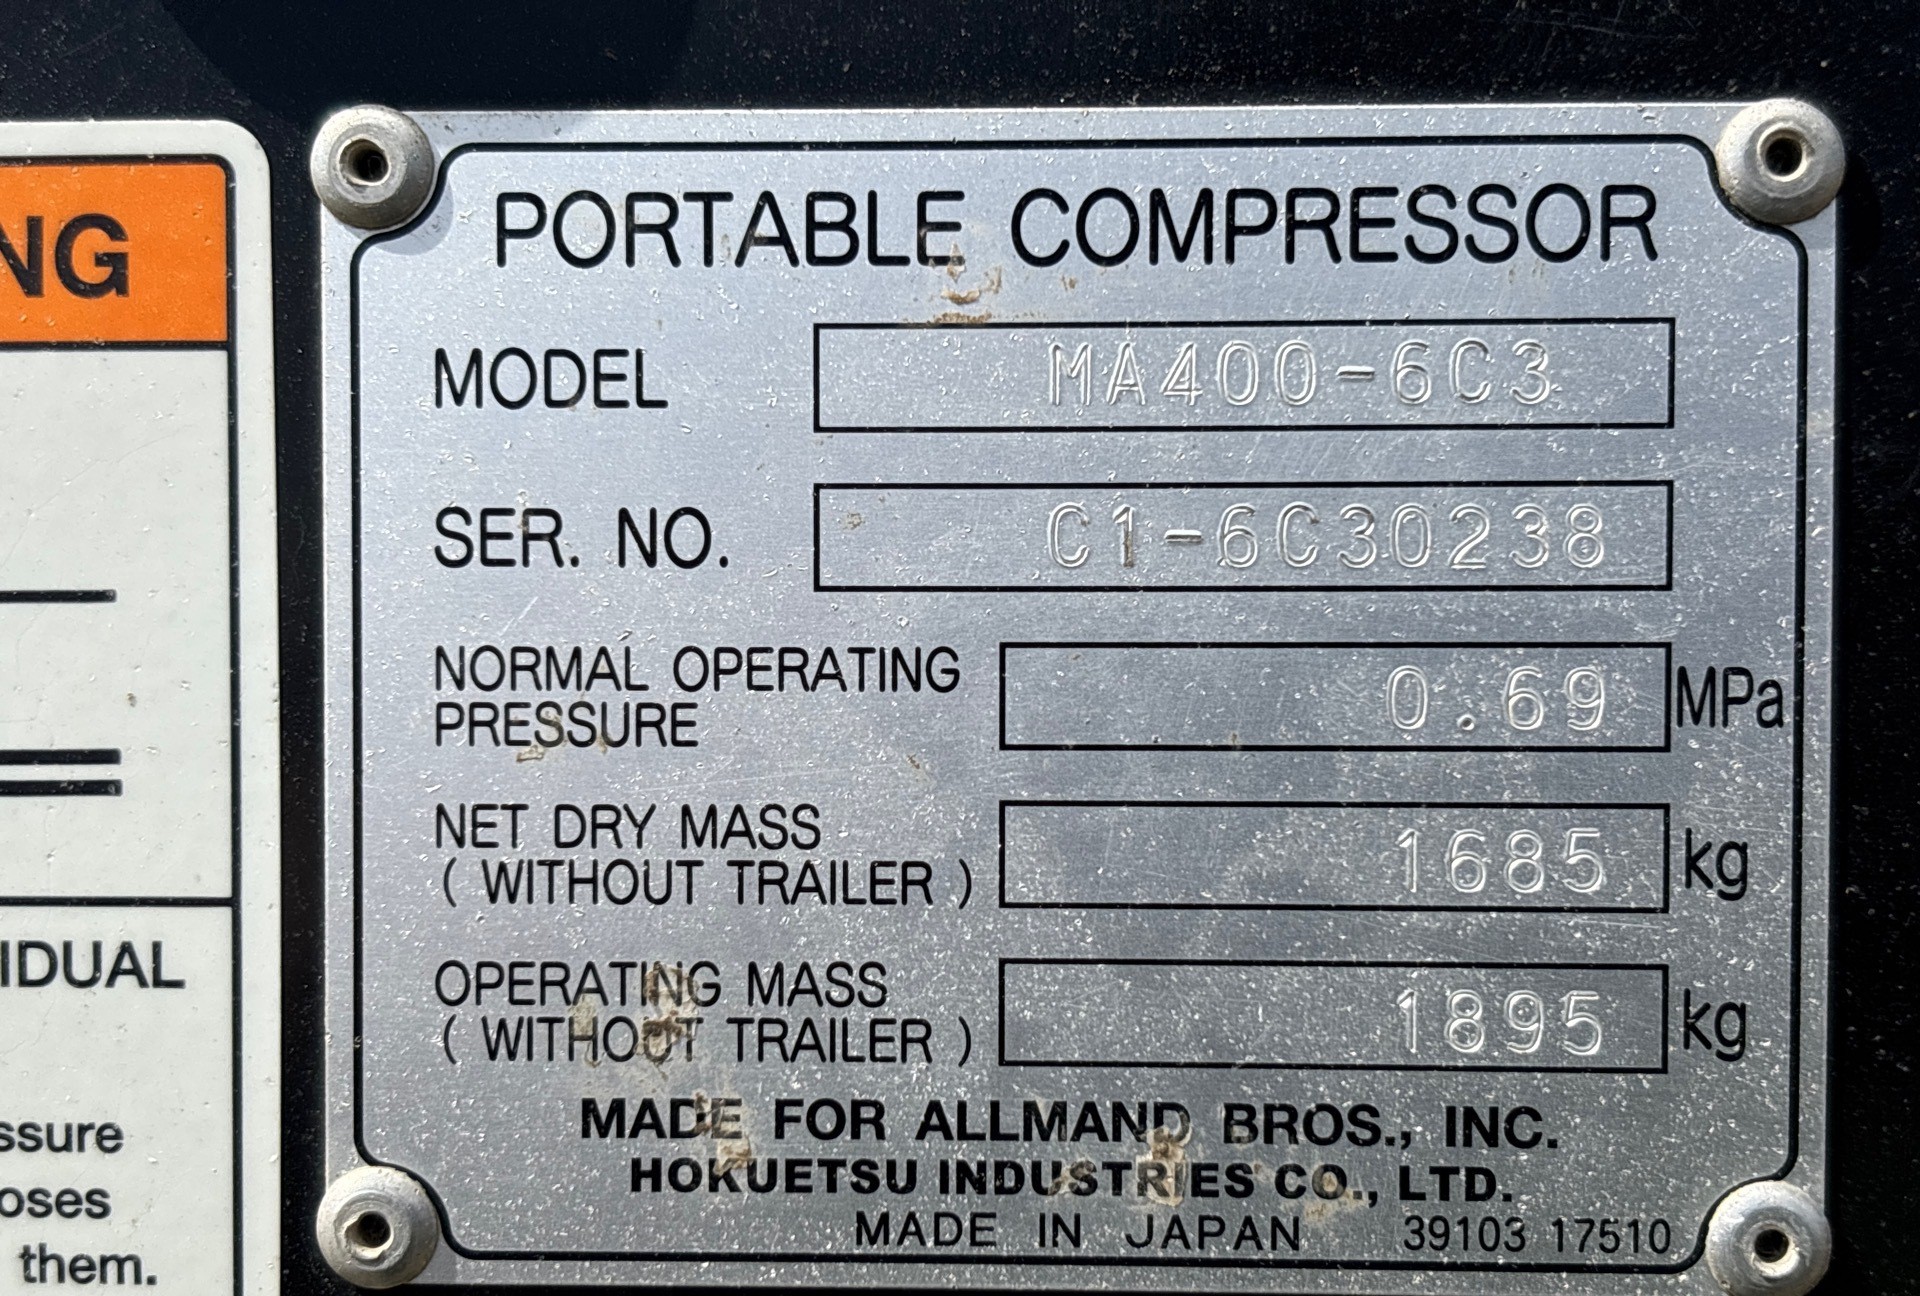 NG
IDUAL
ssure
oses
them.
PORTABLE COMPRESSOR
MODEL MA400-6C3
SER. NO. C1-6C30238
NORMAL OPERATING
PRESSURE 0.69 MPa
NET DRY MASS
( WITHOUT TRAILER ) 1685 kg
OPERATING MASS
( WITHOUT TRAILER ) 1895 kg
MADE FOR ALLMAND BROS., INC.
HOKUETSU INDUSTRIES CO., LTD.
MADE IN JAPAN 39103 17510